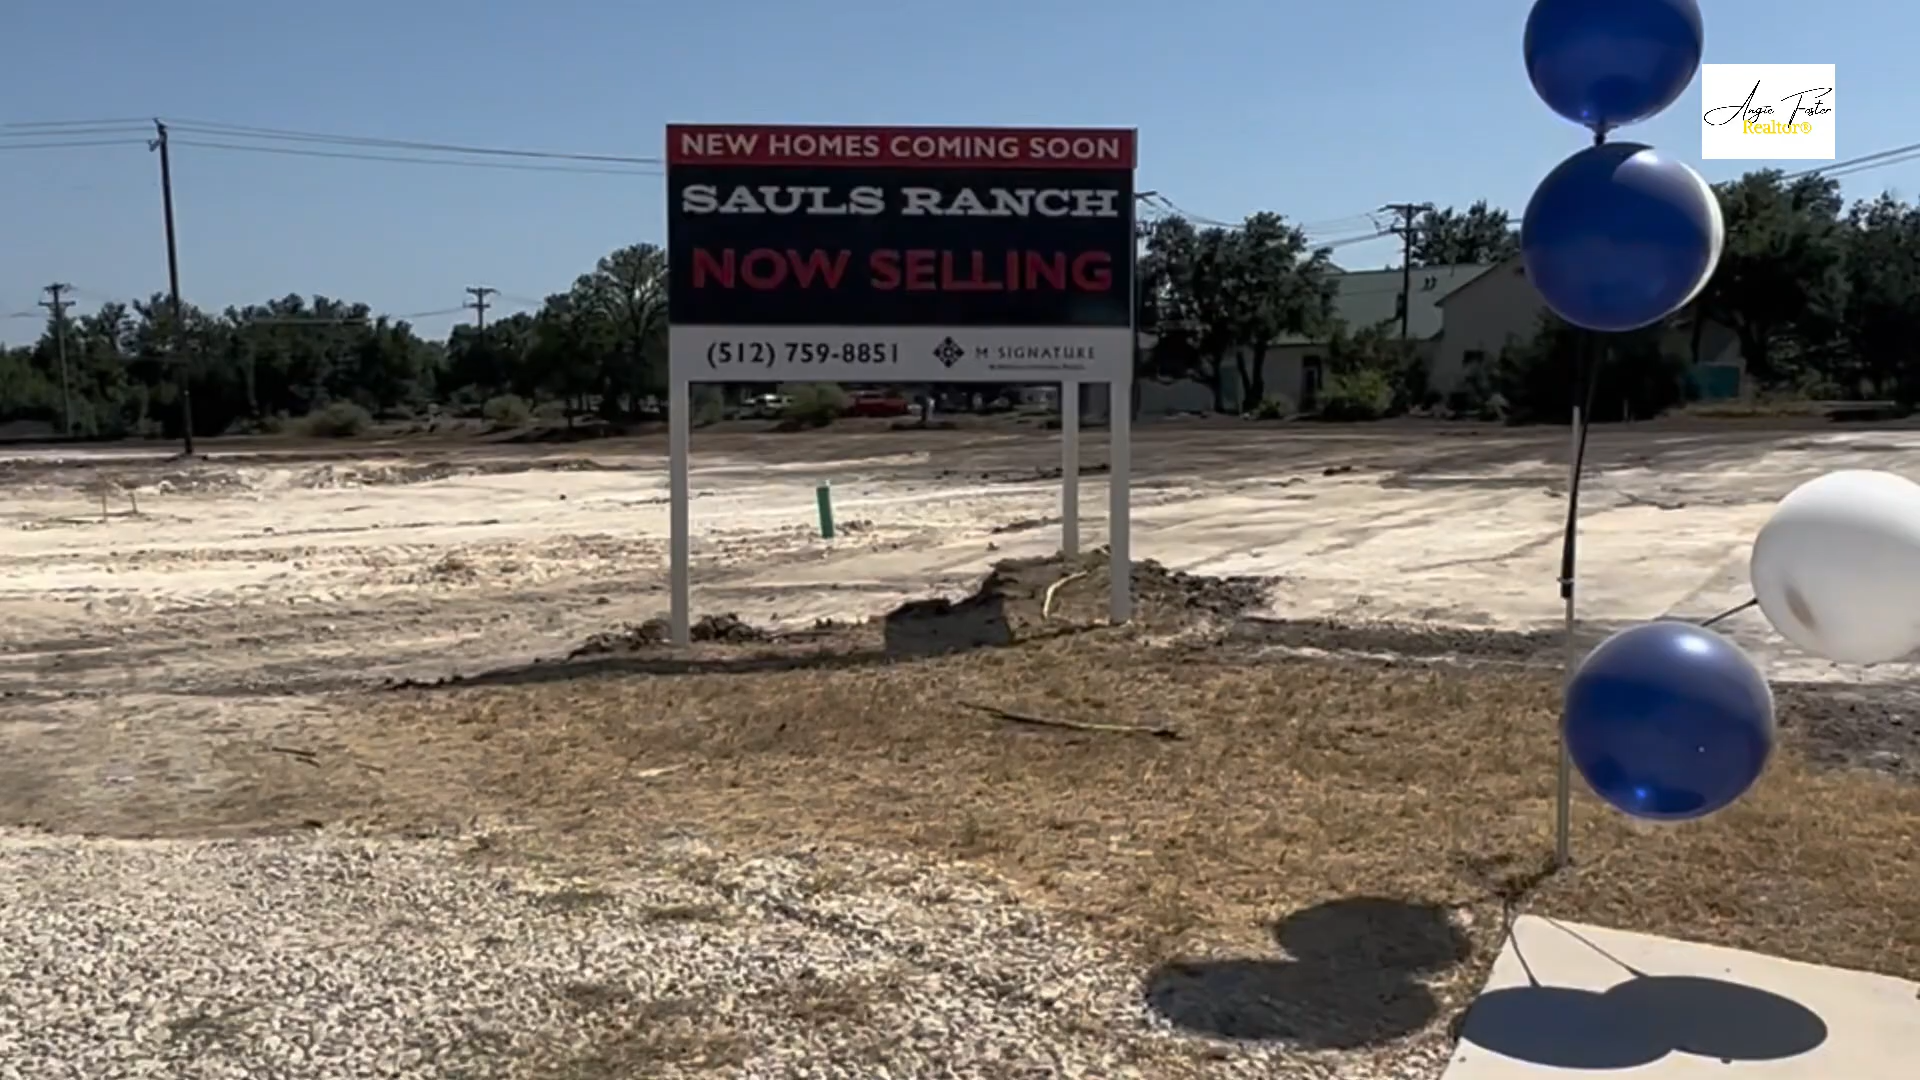 NEW HOMES COMING SOON
SAULS RANCH
NOW SELLING
(512) 759-8851
M SIGNATURE
Angie Foster
Realtor®